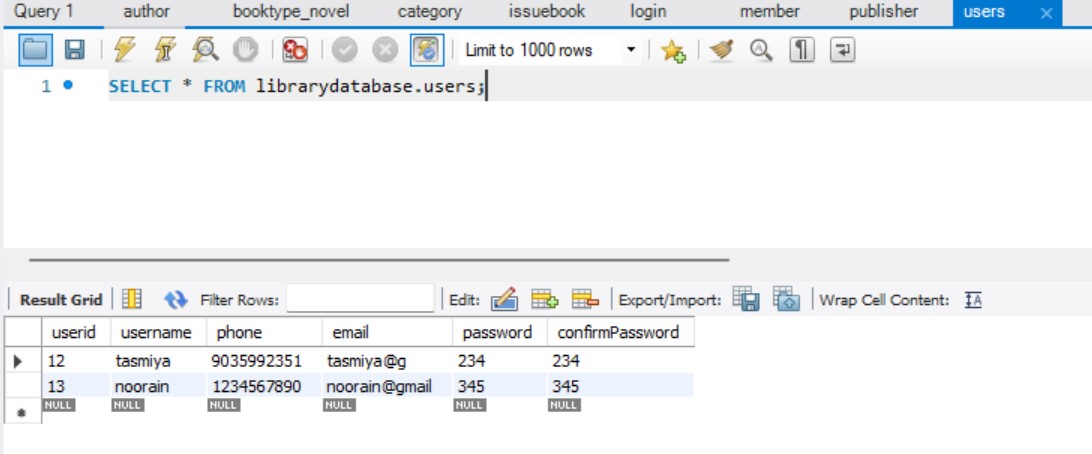 Query 1 author booktype_novel category issuebook login member publisher users
Limit to 1000 rows
1 SELECT * FROM librarydatabase.users;
Result Grid Filter Rows: Edit: Export/Import: Wrap Cell Content: IA
userid username phone email password confirmPassword
12 tasmiya 9035992351 tasmiya@g 234 234
13 noorain 1234567890 noorain@gmail 345 345
NULL NULL NULL NULL NULL NULL